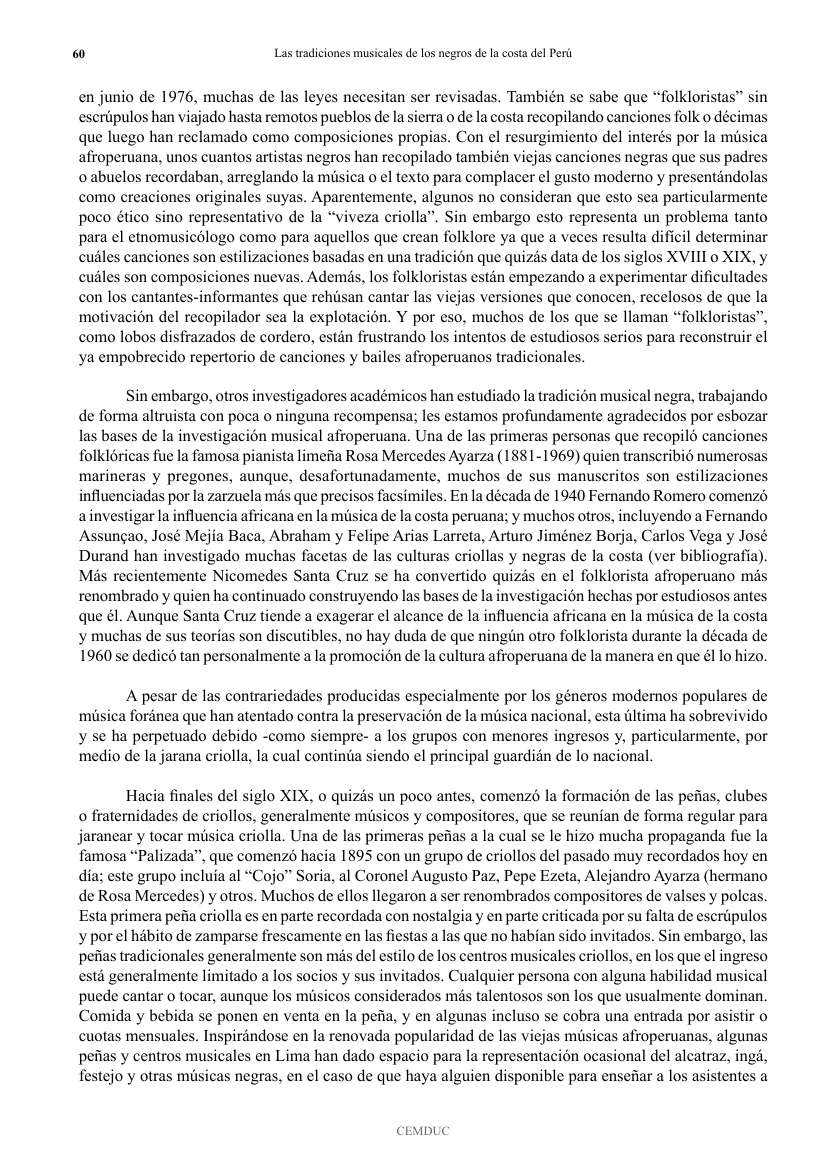 60
Las tradiciones musicales de los negros de la costa del Perú
en junio de 1976, muchas de las leyes necesitan ser revisadas. También se sabe que “folkloristas” sin
escrúpulos han viajado hasta remotos pueblos de la sierra o de la costa recopilando canciones folk o décimas
que luego han reclamado como composiciones propias. Con el resurgimiento del interés por la música
afroperuana, unos cuantos artistas negros han recopilado también viejas canciones negras que sus padres
o abuelos recordaban, arreglando la música o el texto para complacer el gusto moderno y presentándolas
como creaciones originales suyas. Aparentemente, algunos no consideran que esto sea particularmente
poco ético sino representativo de la “viveza criolla”. Sin embargo esto representa un problema tanto
para el etnomusicólogo como para aquellos que crean folklore ya que a veces resulta difícil determinar
cuáles canciones son estilizaciones basadas en una tradición que quizás data de los siglos XVIII o XIX, y
cuáles son composiciones nuevas. Además, los folkloristas están empezando a experimentar dificultades
con los cantantes-informantes que rehúsan cantar las viejas versiones que conocen, recelosos de que la
motivación del recopilador sea la explotación. Y por eso, muchos de los que se llaman “folkloristas”,
como lobos disfrazados de cordero, están frustrando los intentos de estudiosos serios para reconstruir el
ya empobrecido repertorio de canciones y bailes afroperuanos tradicionales.
Sin embargo, otros investigadores académicos han estudiado la tradición musical negra, trabajando
de forma altruista con poca o ninguna recompensa; les estamos profundamente agradecidos por esbozar
las bases de la investigación musical afroperuana. Una de las primeras personas que recopiló canciones
folklóricas fue la famosa pianista limeña Rosa Mercedes Ayarza (1881-1969) quien transcribió numerosas
marineras y pregones, aunque, desafortunadamente, muchos de sus manuscritos son estilizaciones
influenciadas por la zarzuela más que precisos facsímiles. En la década de 1940 Fernando Romero comenzó
a investigar la influencia africana en la música de la costa peruana; y muchos otros, incluyendo a Fernando
Assunçao, José Mejía Baca, Abraham y Felipe Arias Larreta, Arturo Jiménez Borja, Carlos Vega y José
Durand han investigado muchas facetas de las culturas criollas y negras de la costa (ver bibliografía).
Más recientemente Nicomedes Santa Cruz se ha convertido quizás en el folklorista afroperuano más
renombrado y quien ha continuado construyendo las bases de la investigación hechas por estudiosos antes
que él. Aunque Santa Cruz tiende a exagerar el alcance de la influencia africana en la música de la costa
y muchas de sus teorías son discutibles, no hay duda de que ningún otro folklorista durante la década de
1960 se dedicó tan personalmente a la promoción de la cultura afroperuana de la manera en que él lo hizo.
A pesar de las contrariedades producidas especialmente por los géneros modernos populares de
música foránea que han atentado contra la preservación de la música nacional, esta última ha sobrevivido
y se ha perpetuado debido -como siempre- a los grupos con menores ingresos y, particularmente, por
medio de la jarana criolla, la cual continúa siendo el principal guardián de lo nacional.
Hacia finales del siglo XIX, o quizás un poco antes, comenzó la formación de las peñas, clubes
o fraternidades de criollos, generalmente músicos y compositores, que se reunían de forma regular para
jaranear y tocar música criolla. Una de las primeras peñas a la cual se le hizo mucha propaganda fue la
famosa “Palizada”, que comenzó hacia 1895 con un grupo de criollos del pasado muy recordados hoy en
día; este grupo incluía al “Cojo” Soria, al Coronel Augusto Paz, Pepe Ezeta, Alejandro Ayarza (hermano
de Rosa Mercedes) y otros. Muchos de ellos llegaron a ser renombrados compositores de valses y polcas.
Esta primera peña criolla es en parte recordada con nostalgia y en parte criticada por su falta de escrúpulos
y por el hábito de zamparse frescamente en las fiestas a las que no habían sido invitados. Sin embargo, las
peñas tradicionales generalmente son más del estilo de los centros musicales criollos, en los que el ingreso
está generalmente limitado a los socios y sus invitados. Cualquier persona con alguna habilidad musical
puede cantar o tocar, aunque los músicos considerados más talentosos son los que usualmente dominan.
Comida y bebida se ponen en venta en la peña, y en algunas incluso se cobra una entrada por asistir o
cuotas mensuales. Inspirándose en la renovada popularidad de las viejas músicas afroperuanas, algunas
peñas y centros musicales en Lima han dado espacio para la representación ocasional del alcatraz, ingá,
festejo y otras músicas negras, en el caso de que haya alguien disponible para enseñar a los asistentes a
CEMDUC